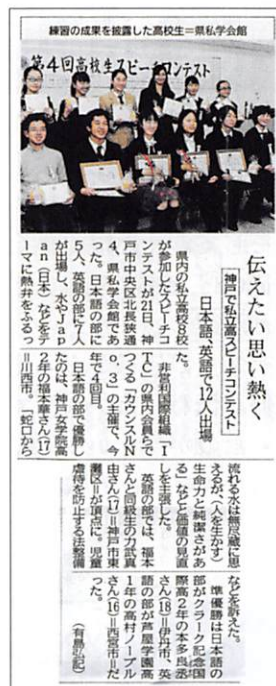 練習の成果を披露した高校生＝県私学会館
第4回高校生スピーチコンテスト
伝えたい思い熱く
神戸で私立高スピーチコンテスト
日本語、英語で12人出場
県内の私立高校8校
が参加したスピーチコ
ンテストが21日、神
戸市中央区北長狭通
4、県私学会館であ
った。日本語の部に
5人、英語の部に7人
が出場し、水やJap
an（日本）などをテ
ーマに熱弁をふるっ
た。
非営利国際組織「I
TC」の県内会員らで
つくる「カウンスルN
o.3」の主催で、今
年で4回目。
日本語の部で優勝し
たのは、神戸女学院高
2年の福本華さん(17)
＝川西市。「蛇口から
流れる水は無尽蔵に思
えるが、（人を生かす）
生命力と純潔さがあ
る」などと価値の見直
しを主張した。
英語の部では、福本
さんと同級生の力武真
由さん(17)＝神戸市東
灘区＝が頂点に。児童
虐待を防止する法整備
などを訴えた。
準優勝は日本語の
部がクラーク記念国
際高2年の本多良丞
さん(18)＝伊丹市、英
語の部が芦屋学園高
1年の高村ノーブル
さん(16)＝西宮市＝だ
った。
（有島弘記）